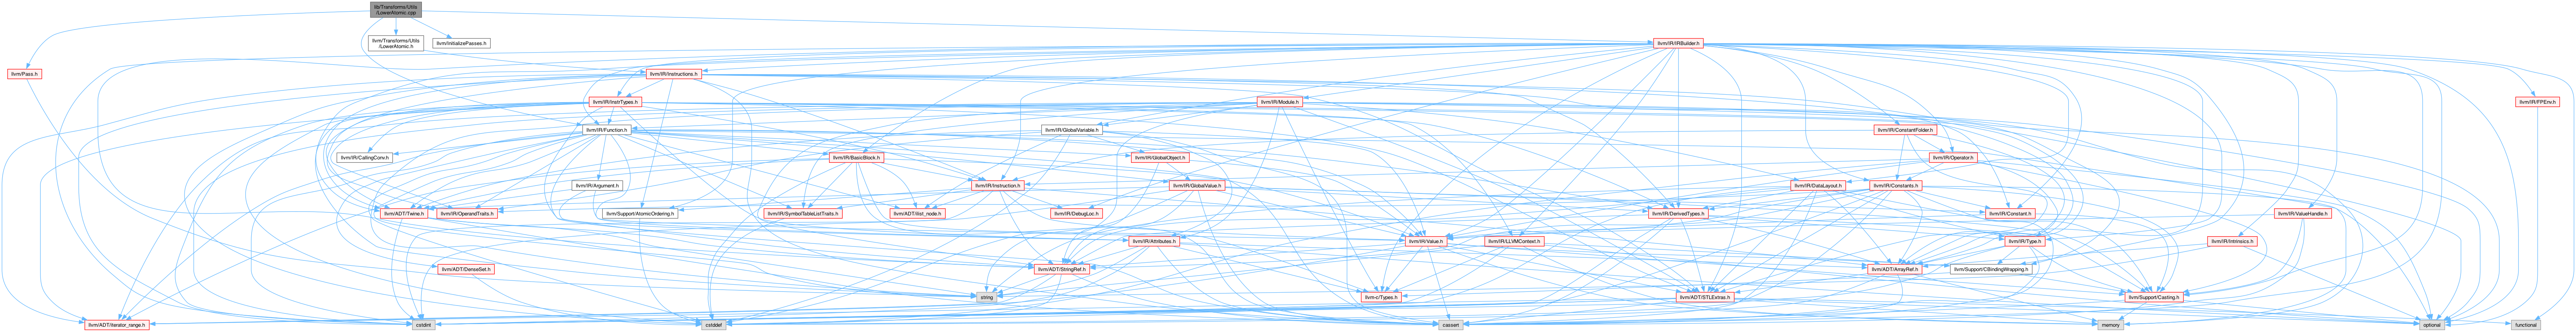 lib/Transforms/Utils
/LowerAtomic.cpp
llvm/Transforms/Utils
/LowerAtomic.h
llvm/InitializePasses.h
llvm/IR/IRBuilder.h
llvm/Pass.h
llvm/IR/Instructions.h
llvm/IR/InstrTypes.h
llvm/IR/Module.h
llvm/IR/FPEnv.h
llvm/IR/Function.h
llvm/IR/GlobalVariable.h
llvm/IR/ConstantFolder.h
llvm/IR/CallingConv.h
llvm/IR/BasicBlock.h
llvm/IR/GlobalObject.h
llvm/IR/Operator.h
llvm/IR/Argument.h
llvm/IR/Instruction.h
llvm/IR/GlobalValue.h
llvm/IR/DataLayout.h
llvm/IR/Constants.h
llvm/ADT/Twine.h
llvm/IR/OperandTraits.h
llvm/Support/AtomicOrdering.h
llvm/IR/SymbolTableListTraits.h
llvm/ADT/ilist_node.h
llvm/IR/DebugLoc.h
llvm/IR/DerivedTypes.h
llvm/IR/Constant.h
llvm/IR/ValueHandle.h
llvm/IR/Attributes.h
llvm/IR/Value.h
llvm/IR/LLVMContext.h
llvm/IR/Type.h
llvm/IR/Intrinsics.h
llvm/ADT/DenseSet.h
llvm/ADT/StringRef.h
llvm/ADT/ArrayRef.h
llvm/Support/CBindingWrapping.h
string
llvm-c/Types.h
llvm/ADT/STLExtras.h
llvm/Support/Casting.h
llvm/ADT/iterator_range.h
cstdint
cstddef
cassert
memory
optional
functional